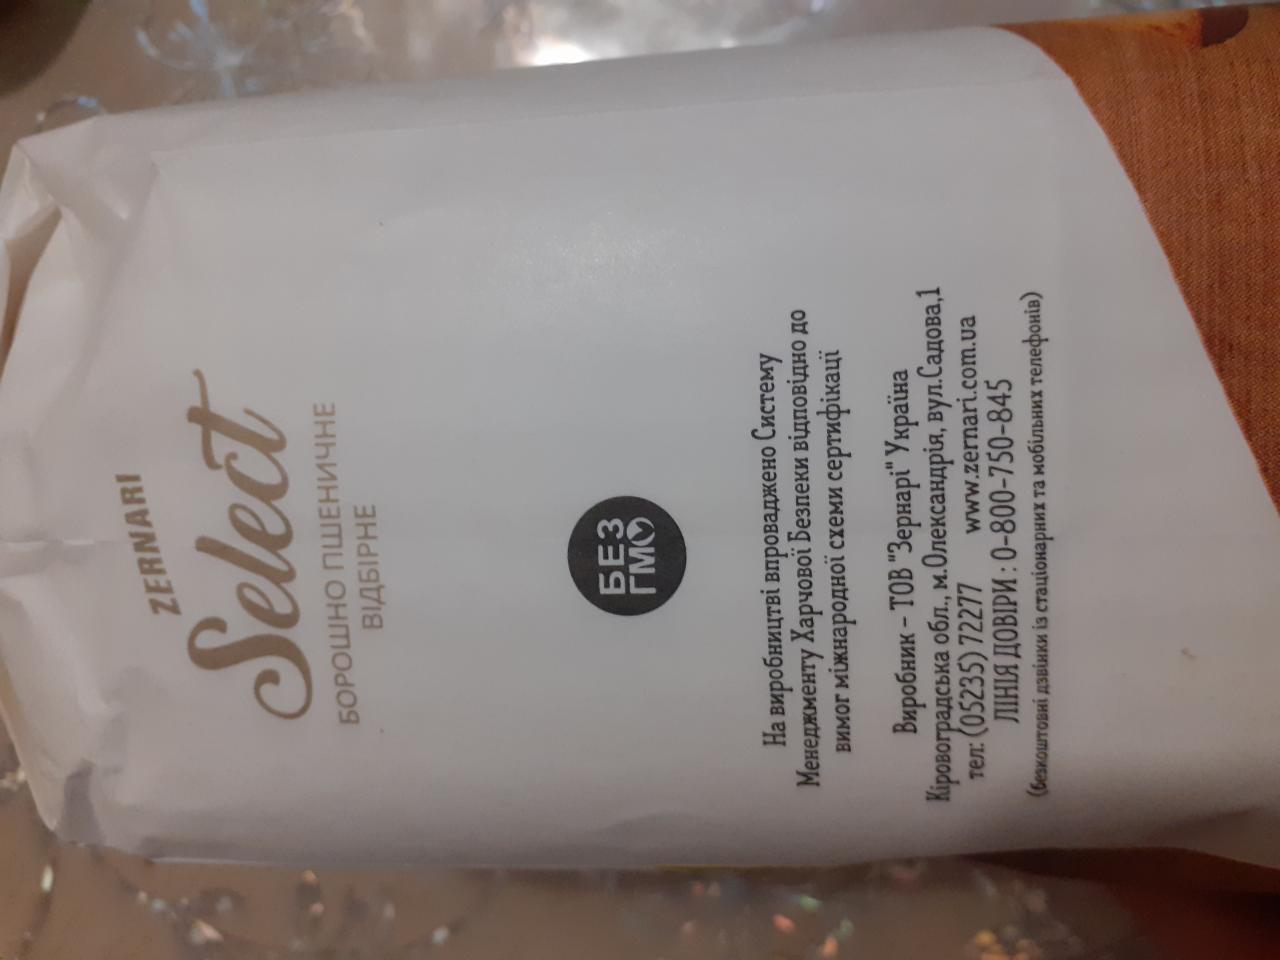 ZERNARI
Select
БОРОШНО ПШЕНИЧНЕ
ВІДБІРНЕ
БЕЗ
ГМО
На виробництві впроваджено Систему
Менеджменту Харчової Безпеки відповідно до
вимог міжнародної схеми сертифікації
Виробник - ТОВ "Зернарі" Україна
Кіровоградська обл., м.Олександрія, вул.Садова,1
тел: (05235) 72277 www.zernari.com.ua
ЛІНІЯ ДОВІРИ : 0-800-750-845
(безкоштовні дзвінки із стаціонарних та мобільних телефонів)